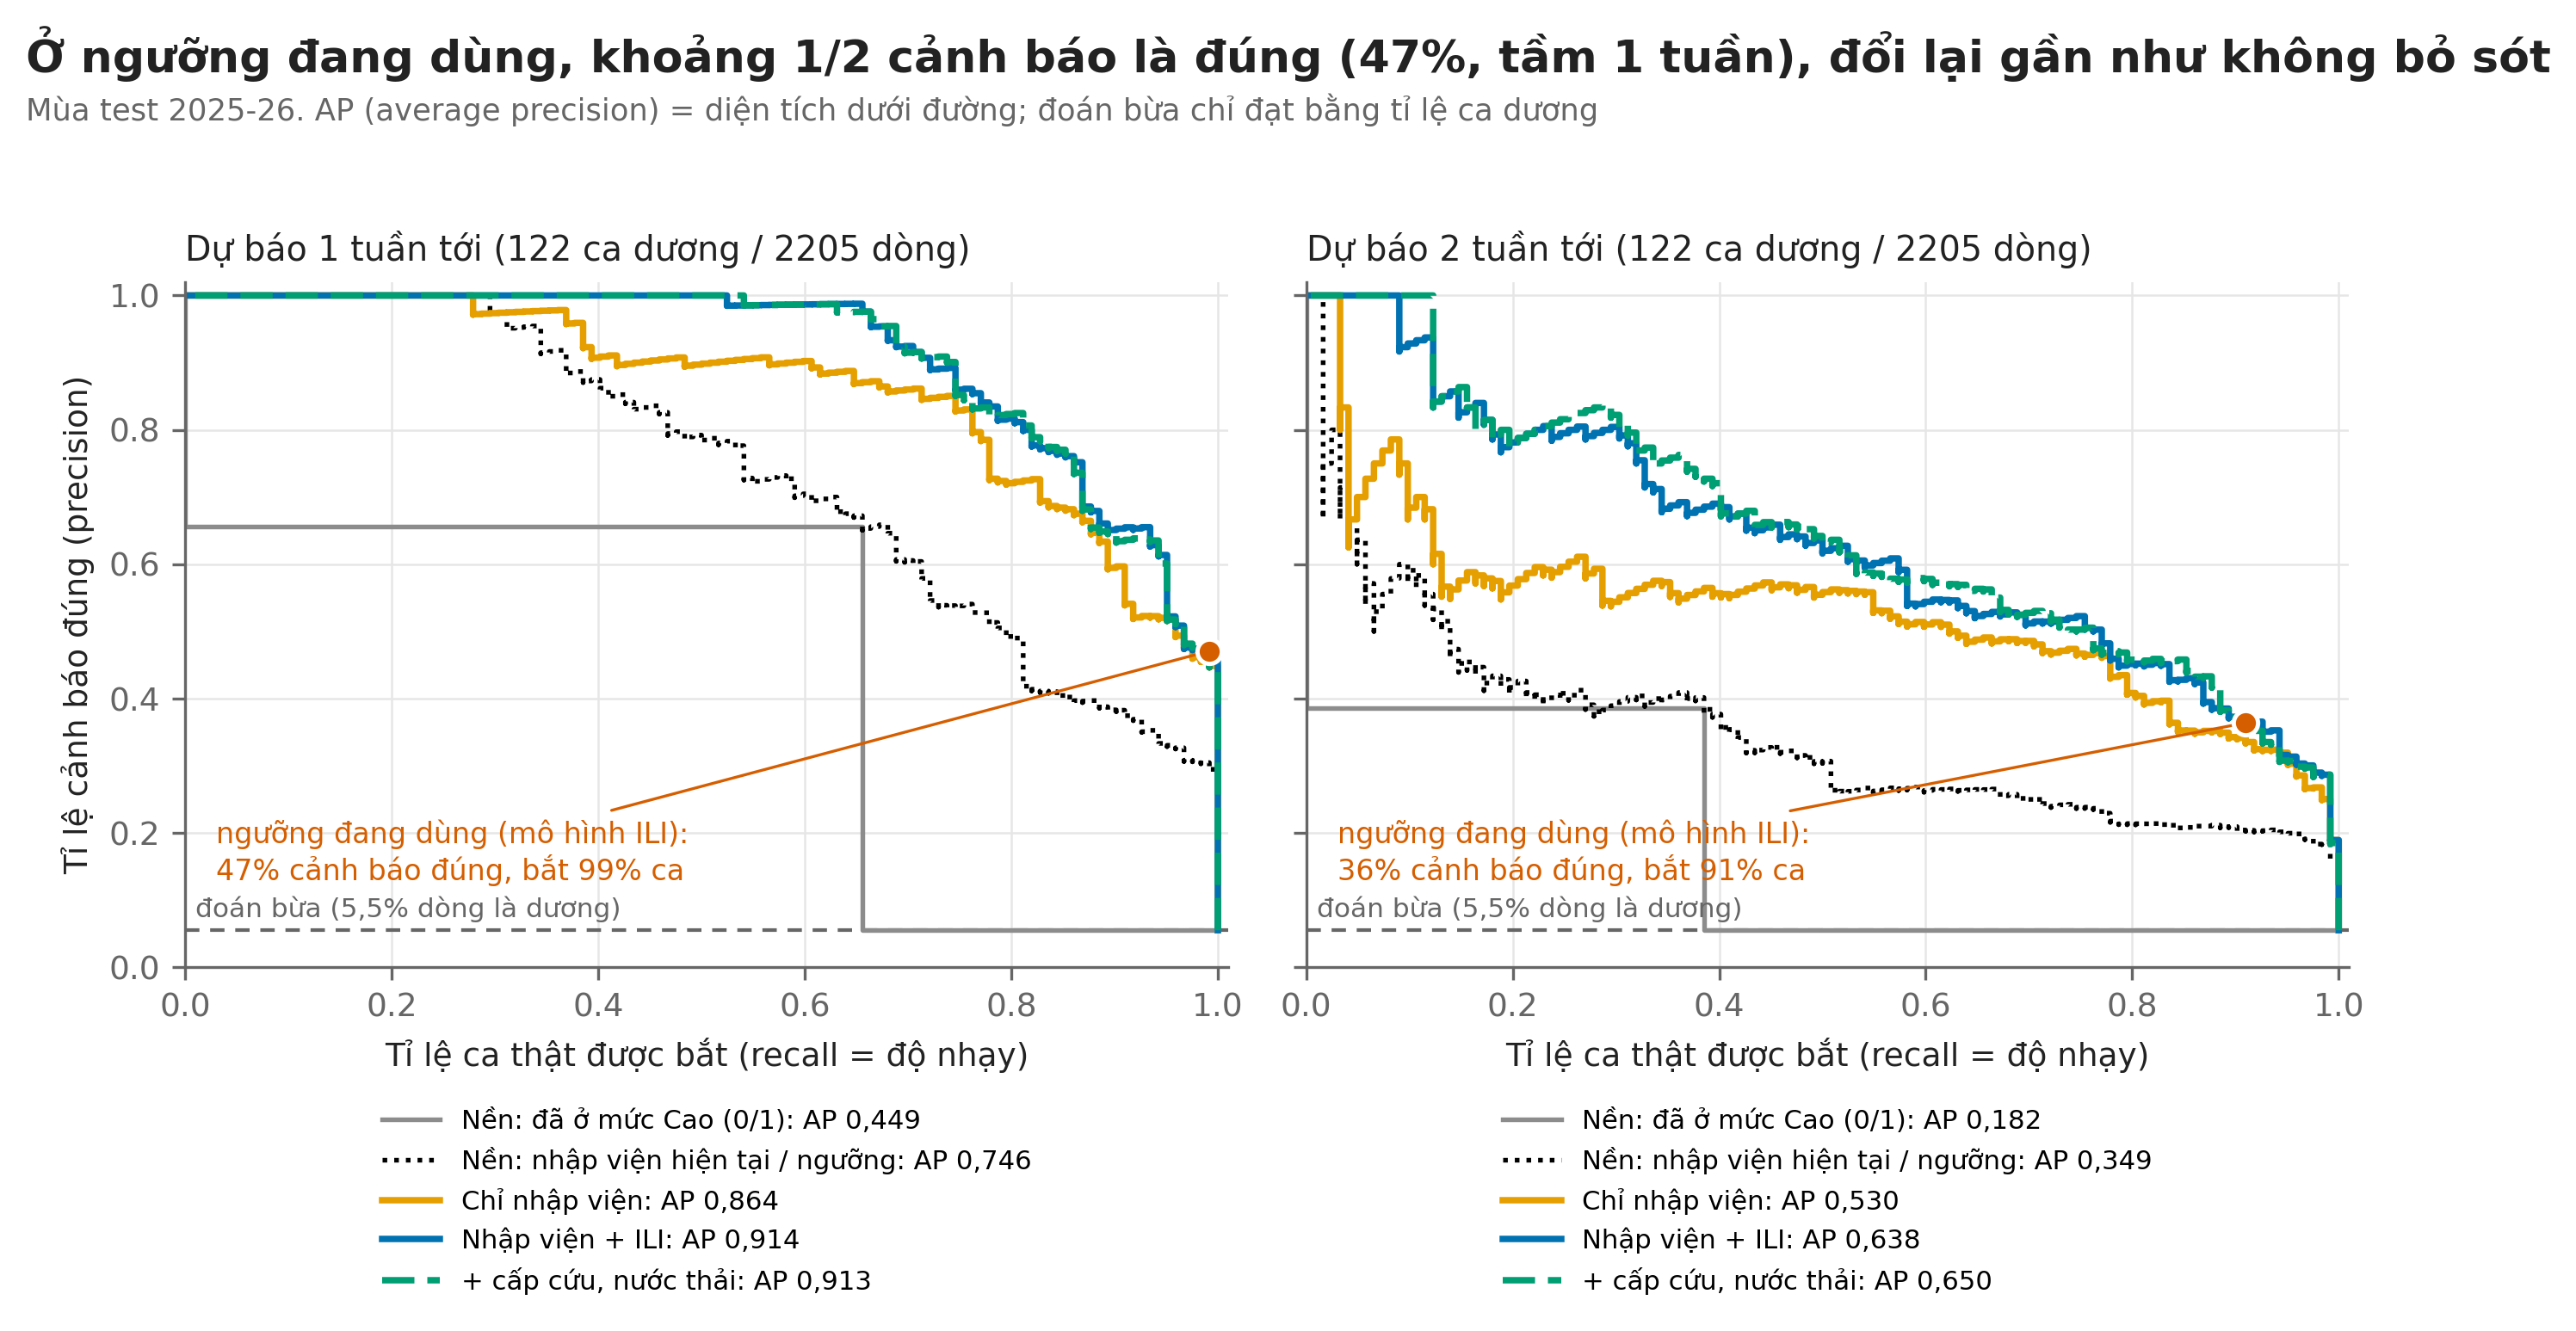 Ở ngưỡng đang dùng, khoảng 1/2 cảnh báo là đúng (47%, tầm 1 tuần), đổi lại gần như không bỏ sót
Mùa test 2025-26. AP (average precision) = diện tích dưới đường; đoán bừa chỉ đạt bằng tỉ lệ ca dương
Dự báo 1 tuần tới (122 ca dương / 2205 dòng)
Tỉ lệ cảnh báo đúng (precision)
1.0
0.8
0.6
0.4
0.2
0.0
ngưỡng đang dùng (mô hình ILI):
47% cảnh báo đúng, bắt 99% ca
đoán bừa (5,5% dòng là dương)
0.0 0.2 0.4 0.6 0.8 1.0
Tỉ lệ ca thật được bắt (recall = độ nhạy)
Nền: đã ở mức Cao (0/1): AP 0,449
Nền: nhập viện hiện tại / ngưỡng: AP 0,746
Chỉ nhập viện: AP 0,864
Nhập viện + ILI: AP 0,914
+ cấp cứu, nước thải: AP 0,913
Dự báo 2 tuần tới (122 ca dương / 2205 dòng)
ngưỡng đang dùng (mô hình ILI):
36% cảnh báo đúng, bắt 91% ca
đoán bừa (5,5% dòng là dương)
0.0 0.2 0.4 0.6 0.8 1.0
Tỉ lệ ca thật được bắt (recall = độ nhạy)
Nền: đã ở mức Cao (0/1): AP 0,182
Nền: nhập viện hiện tại / ngưỡng: AP 0,349
Chỉ nhập viện: AP 0,530
Nhập viện + ILI: AP 0,638
+ cấp cứu, nước thải: AP 0,650